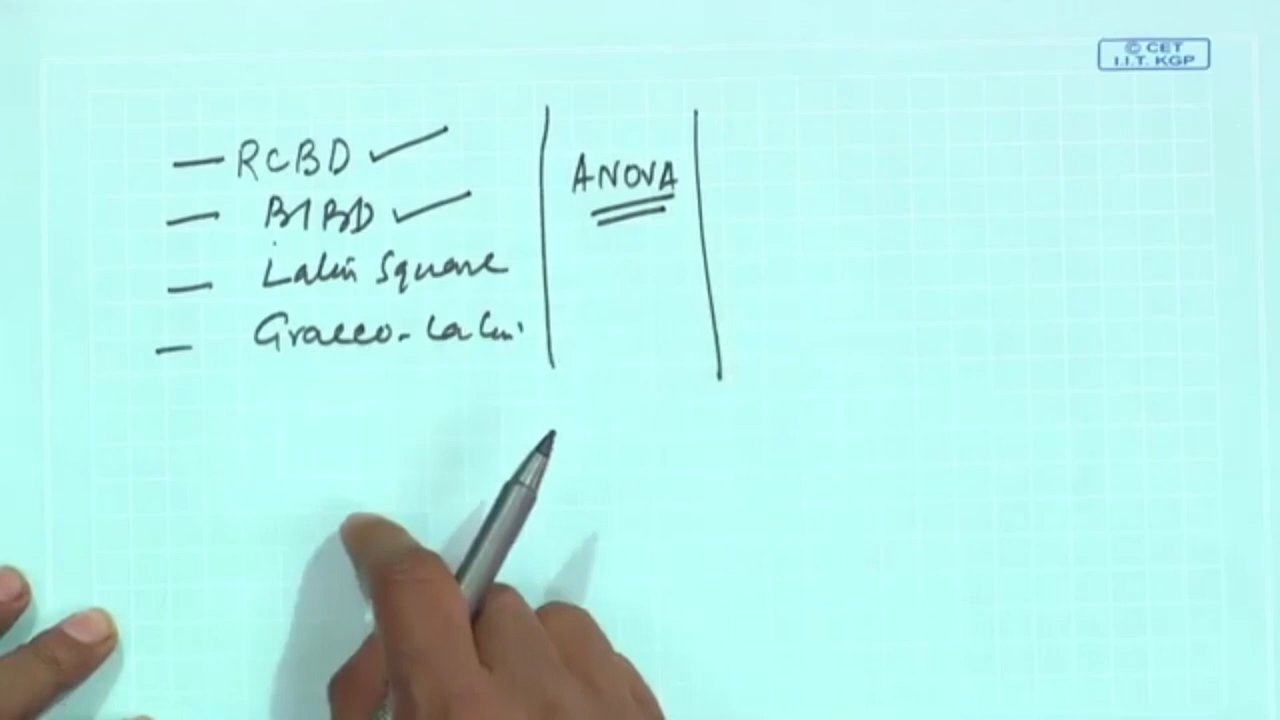 © CET
I.I.T. KGP
– RCBD ✓
– BIBD ✓
– Latin Square
– Graeco-Latin
ANOVA